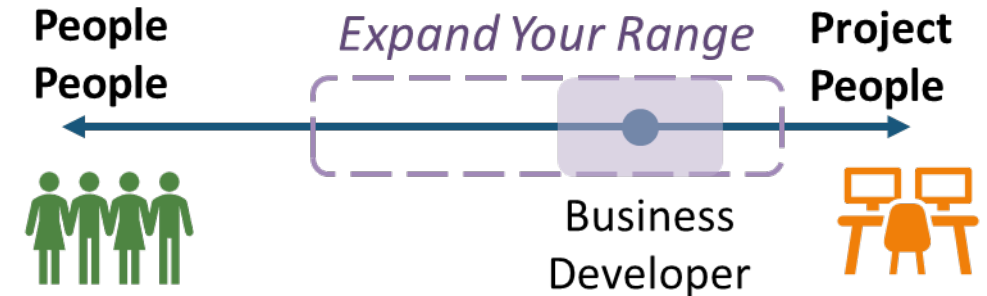 People
People
Expand Your Range
Project
People
Business
Developer